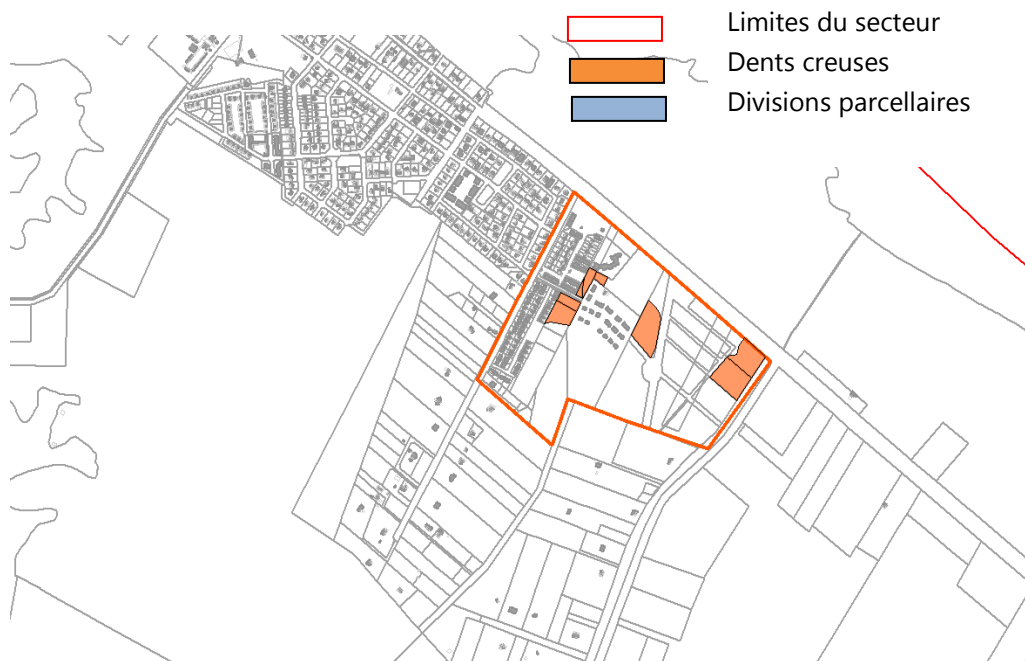 Limites du secteur
Dents creuses
Divisions parcellaires